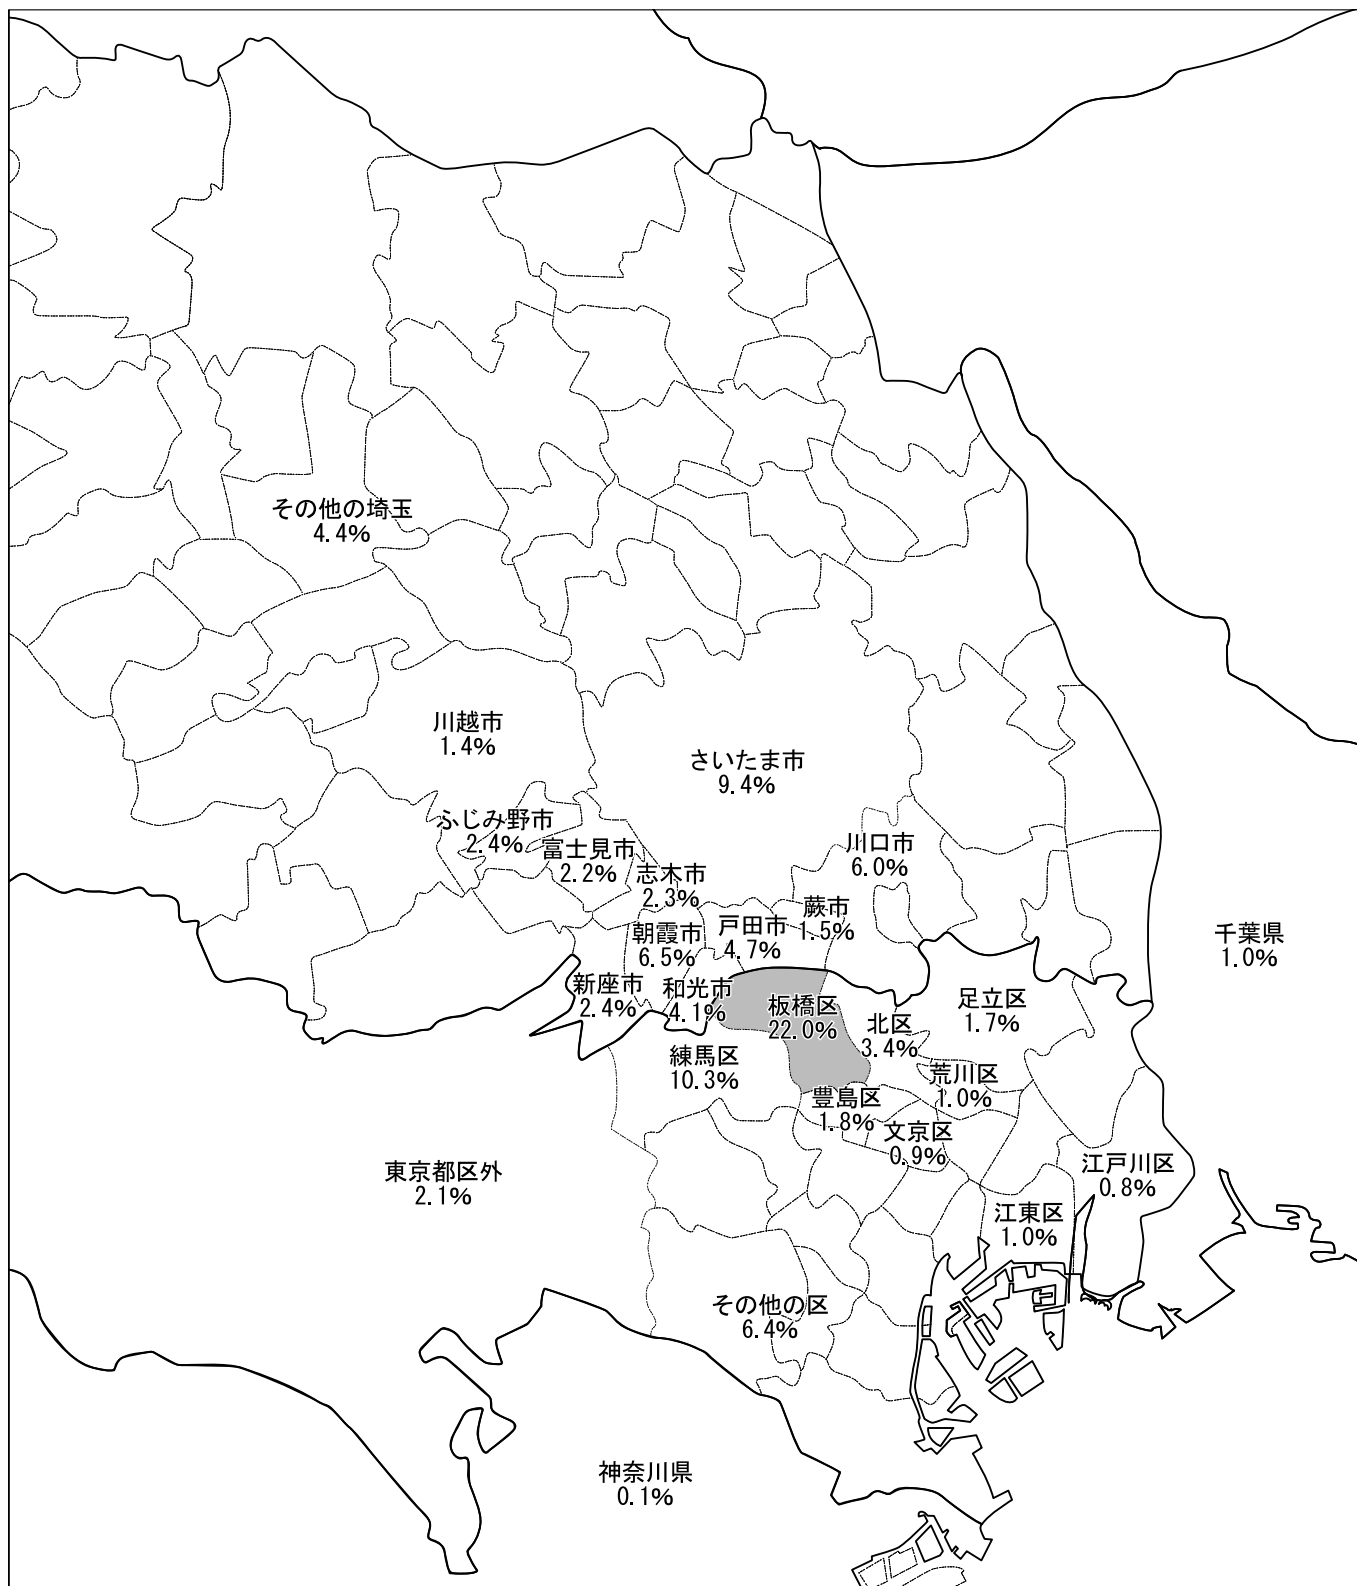 その他の埼玉
4.4%
川越市
1.4%
さいたま市
9.4%
ふじみ野市
2.4%
富士見市
2.2%
志木市
2.3%
川口市
6.0%
蕨市
1.5%
戸田市
4.7%
朝霞市
6.5%
新座市
2.4%
和光市
4.1%
千葉県
1.0%
板橋区
22.0%
北区
3.4%
足立区
1.7%
練馬区
10.3%
荒川区
1.0%
豊島区
1.8%
文京区
0.9%
東京都区外
2.1%
江戸川区
0.8%
江東区
1.0%
その他の区
6.4%
神奈川県
0.1%